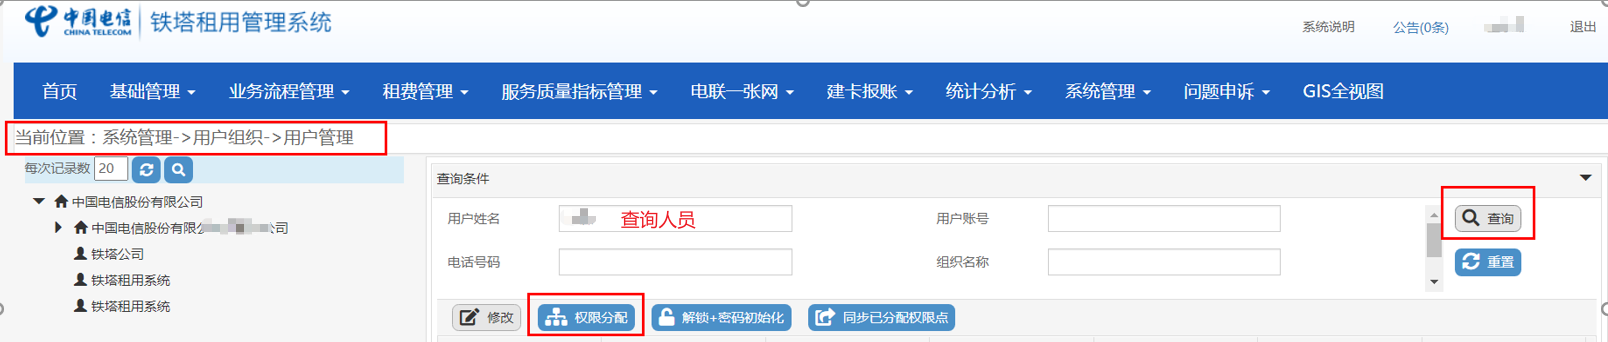 中国电信 CHINA TELECOM 铁塔租用管理系统
系统说明 公告(0条) 退出
首页 基础管理 业务流程管理 租费管理 服务质量指标管理 电联一张网 建卡报账 统计分析 系统管理 问题申诉 GIS全视图
当前位置：系统管理->用户组织->用户管理
每次记录数 20
中国电信股份有限公司
中国电信股份有限公 公司
铁塔公司
铁塔租用系统
铁塔租用系统
查询条件
用户姓名 查询人员 用户账号 查询
电话号码 组织名称 重置
修改 权限分配 解锁+密码初始化 同步已分配权限点